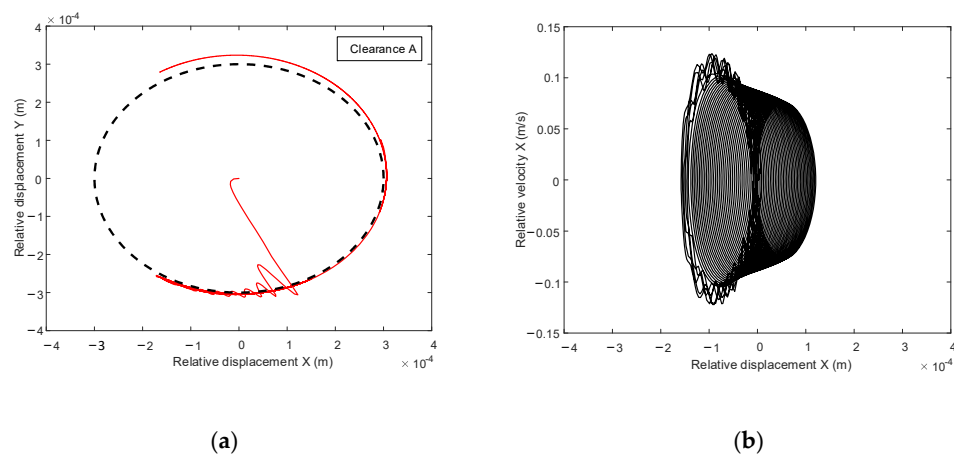 × 10⁻⁴
4
3
2
1
0
−1
−2
−3
−4
Relative displacement Y (m)
Clearance A
−4 −3 −2 −1 0 1 2 3 4
Relative displacement X (m)
× 10⁻⁴
(a)
0.15
0.10
0.05
0
−0.05
−0.1
−0.15
Relative velocity X (m/s)
−4 −3 −2 −1 0 1 2 3 4
Relative displacement X (m)
× 10⁻⁴
(b)